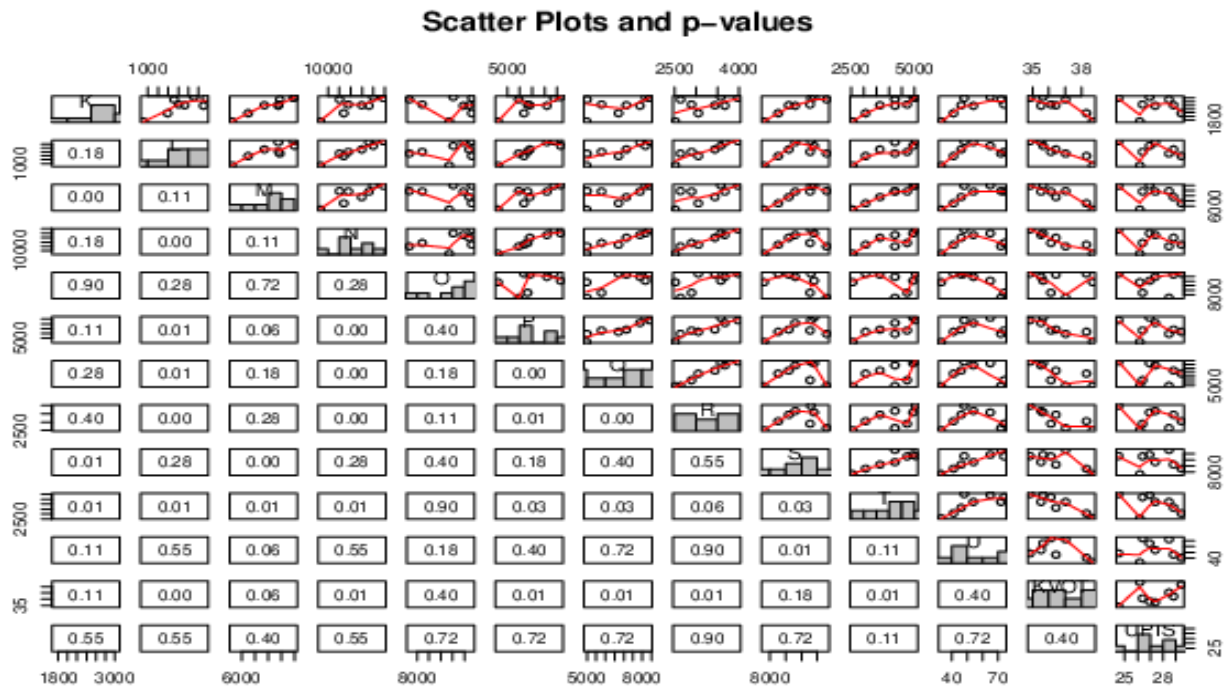 Scatter Plots and p−values
1000 10000 5000 2500 4000 2500 5000 35 38
K 1800
1000 0.18
0.00 0.11 M 6000
10000 0.18 0.00 0.11 N
0.90 0.28 0.72 0.28 O 8000
5000 0.11 0.01 0.06 0.00 0.40 P
0.28 0.01 0.18 0.00 0.18 0.00 5000
2500 0.40 0.00 0.28 0.00 0.11 0.01 0.00 R
0.01 0.28 0.00 0.28 0.40 0.18 0.40 0.55 S 8000
2500 0.01 0.01 0.01 0.01 0.90 0.03 0.03 0.06 0.03 T
0.11 0.55 0.06 0.55 0.18 0.40 0.72 0.90 0.01 0.11 U 40
35 0.11 0.00 0.06 0.01 0.40 0.01 0.01 0.01 0.18 0.01 0.40 KVOT
0.55 0.55 0.40 0.55 0.72 0.72 0.72 0.90 0.72 0.11 0.72 0.40 25
1800 3000 6000 8000 5000 8000 8000 40 70 25 28